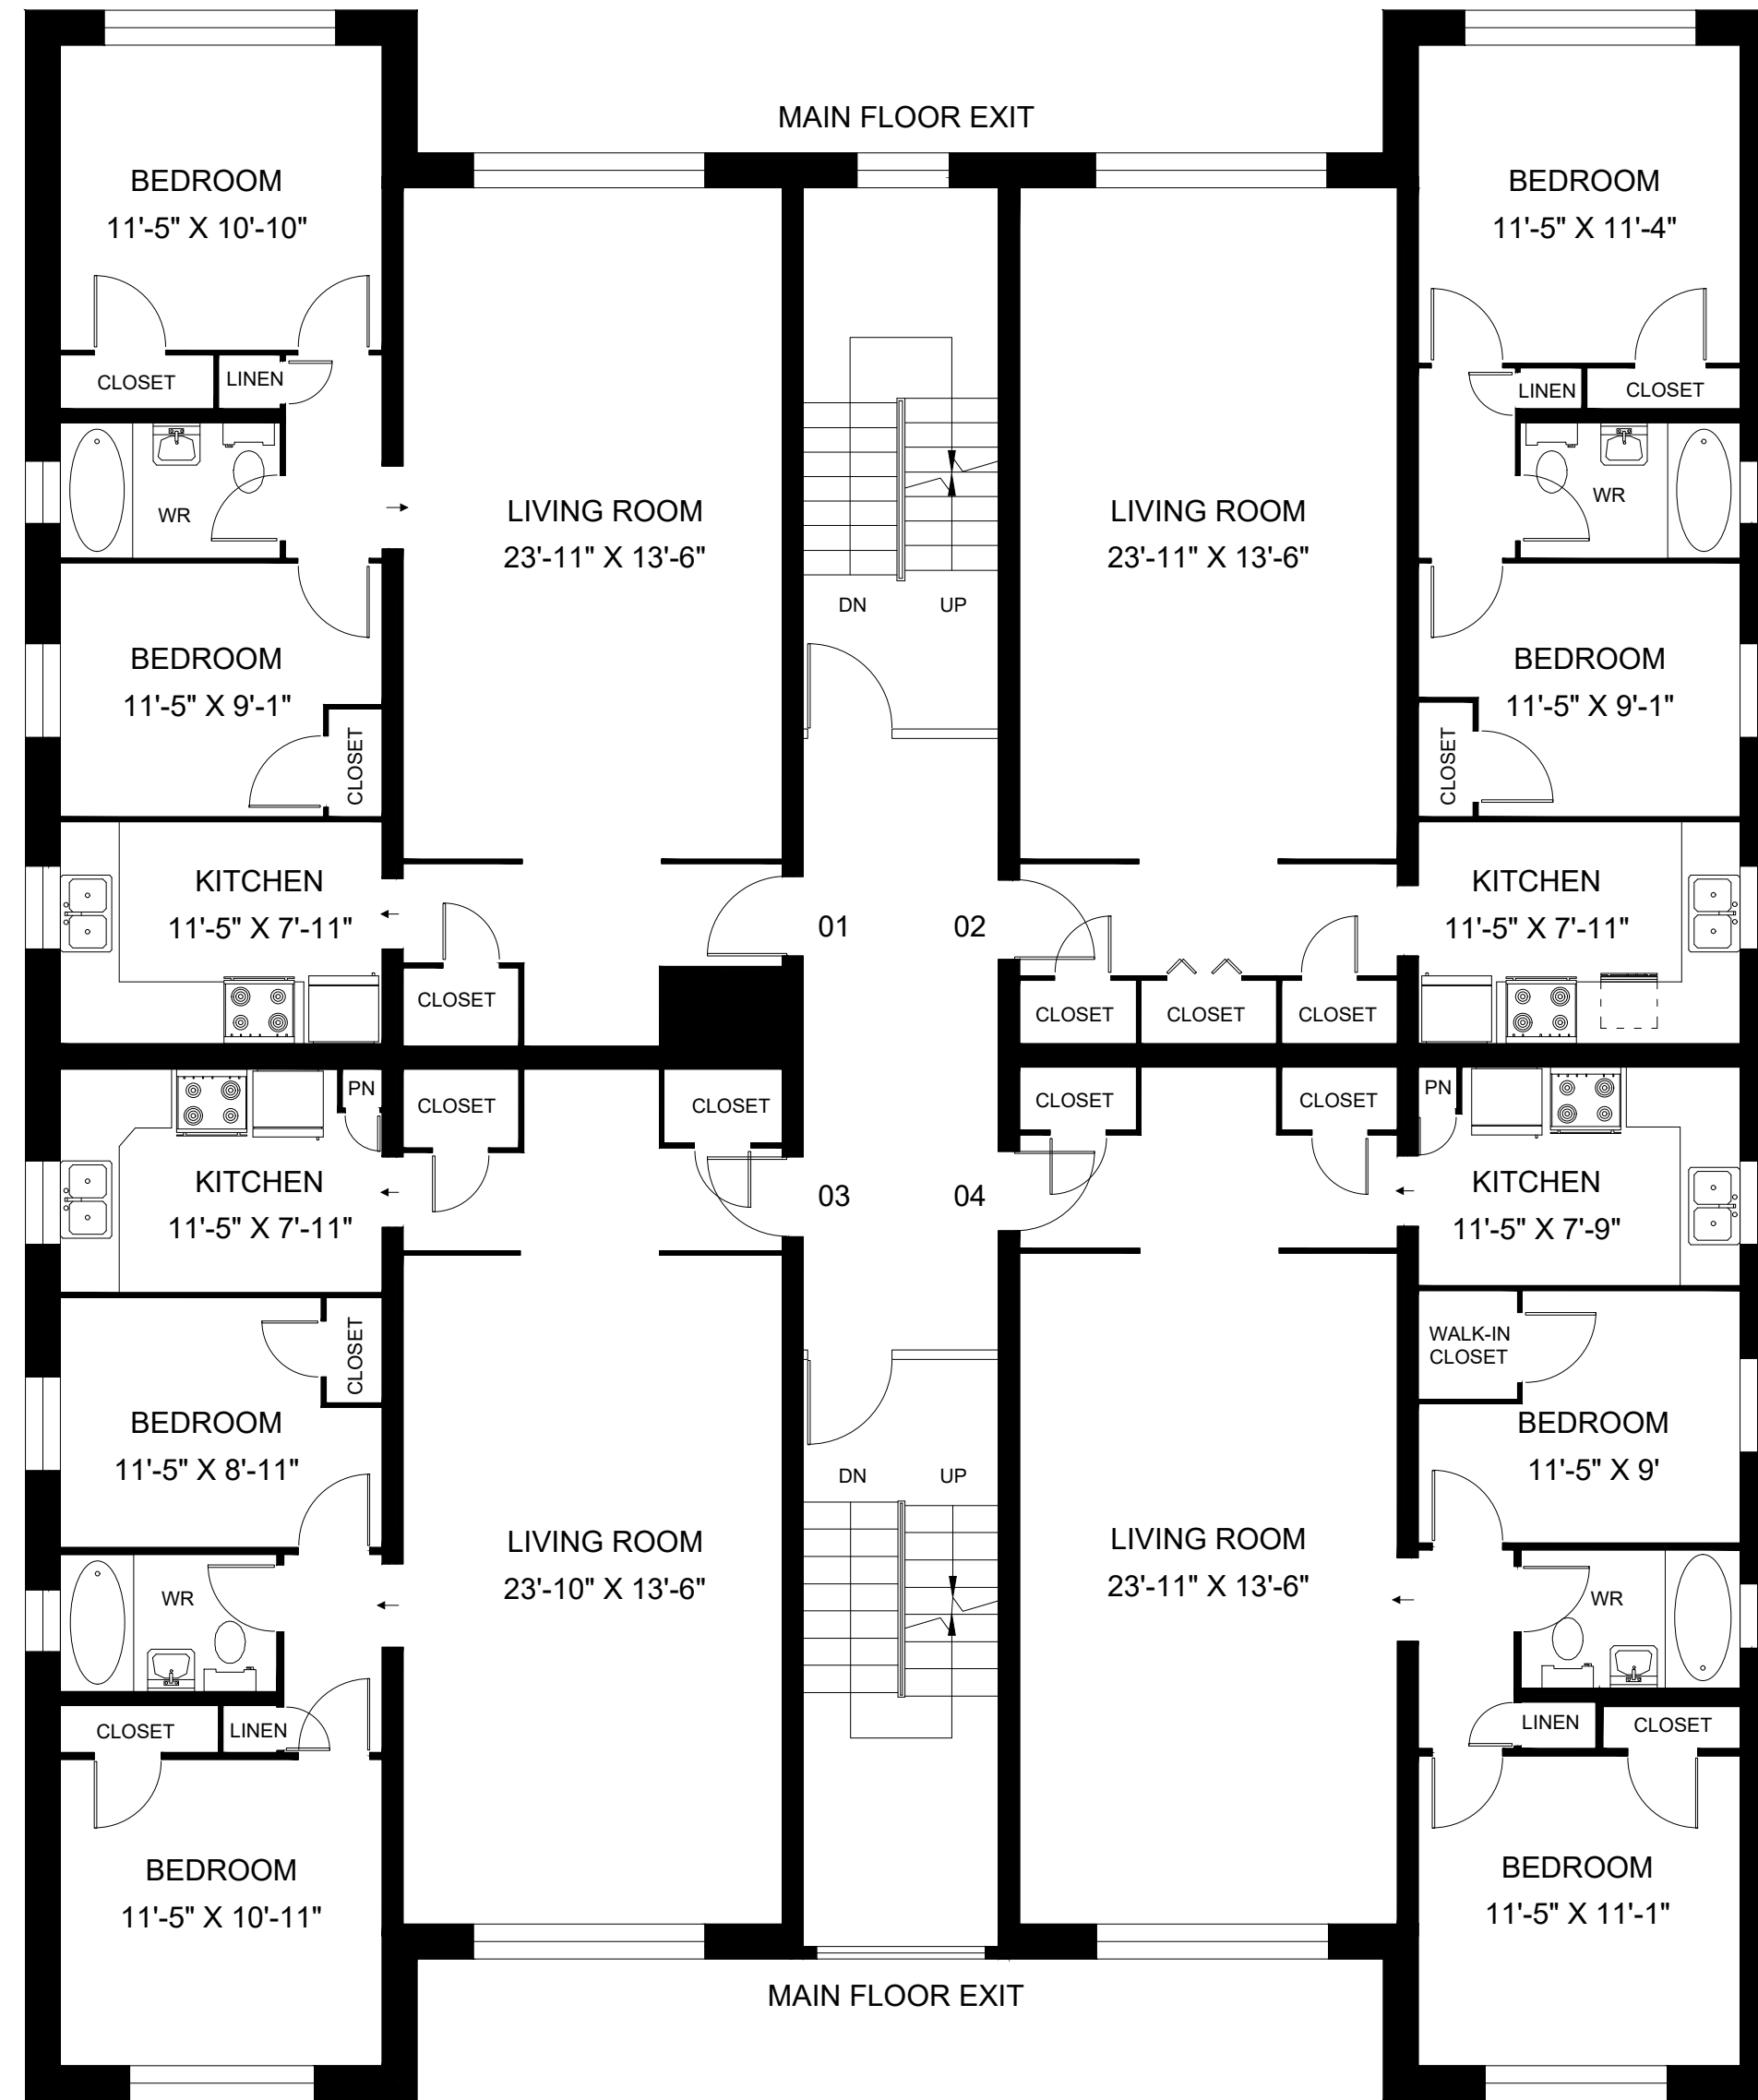 MAIN FLOOR EXIT
BEDROOM
11'-5" X 10'-10"
BEDROOM
11'-5" X 11'-4"
CLOSET
LINEN
LINEN
CLOSET
WR
LIVING ROOM
23'-11" X 13'-6"
LIVING ROOM
23'-11" X 13'-6"
WR
DN
UP
BEDROOM
11'-5" X 9'-1"
CLOSET
BEDROOM
11'-5" X 9'-1"
CLOSET
KITCHEN
11'-5" X 7'-11"
01
02
KITCHEN
11'-5" X 7'-11"
CLOSET
CLOSET
CLOSET
CLOSET
PN
CLOSET
CLOSET
CLOSET
CLOSET
PN
KITCHEN
11'-5" X 7'-11"
03
04
KITCHEN
11'-5" X 7'-9"
CLOSET
WALK-IN
CLOSET
BEDROOM
11'-5" X 8'-11"
BEDROOM
11'-5" X 9'
DN
UP
LIVING ROOM
23'-10" X 13'-6"
LIVING ROOM
23'-11" X 13'-6"
WR
WR
CLOSET
LINEN
LINEN
CLOSET
BEDROOM
11'-5" X 10'-11"
BEDROOM
11'-5" X 11'-1"
MAIN FLOOR EXIT